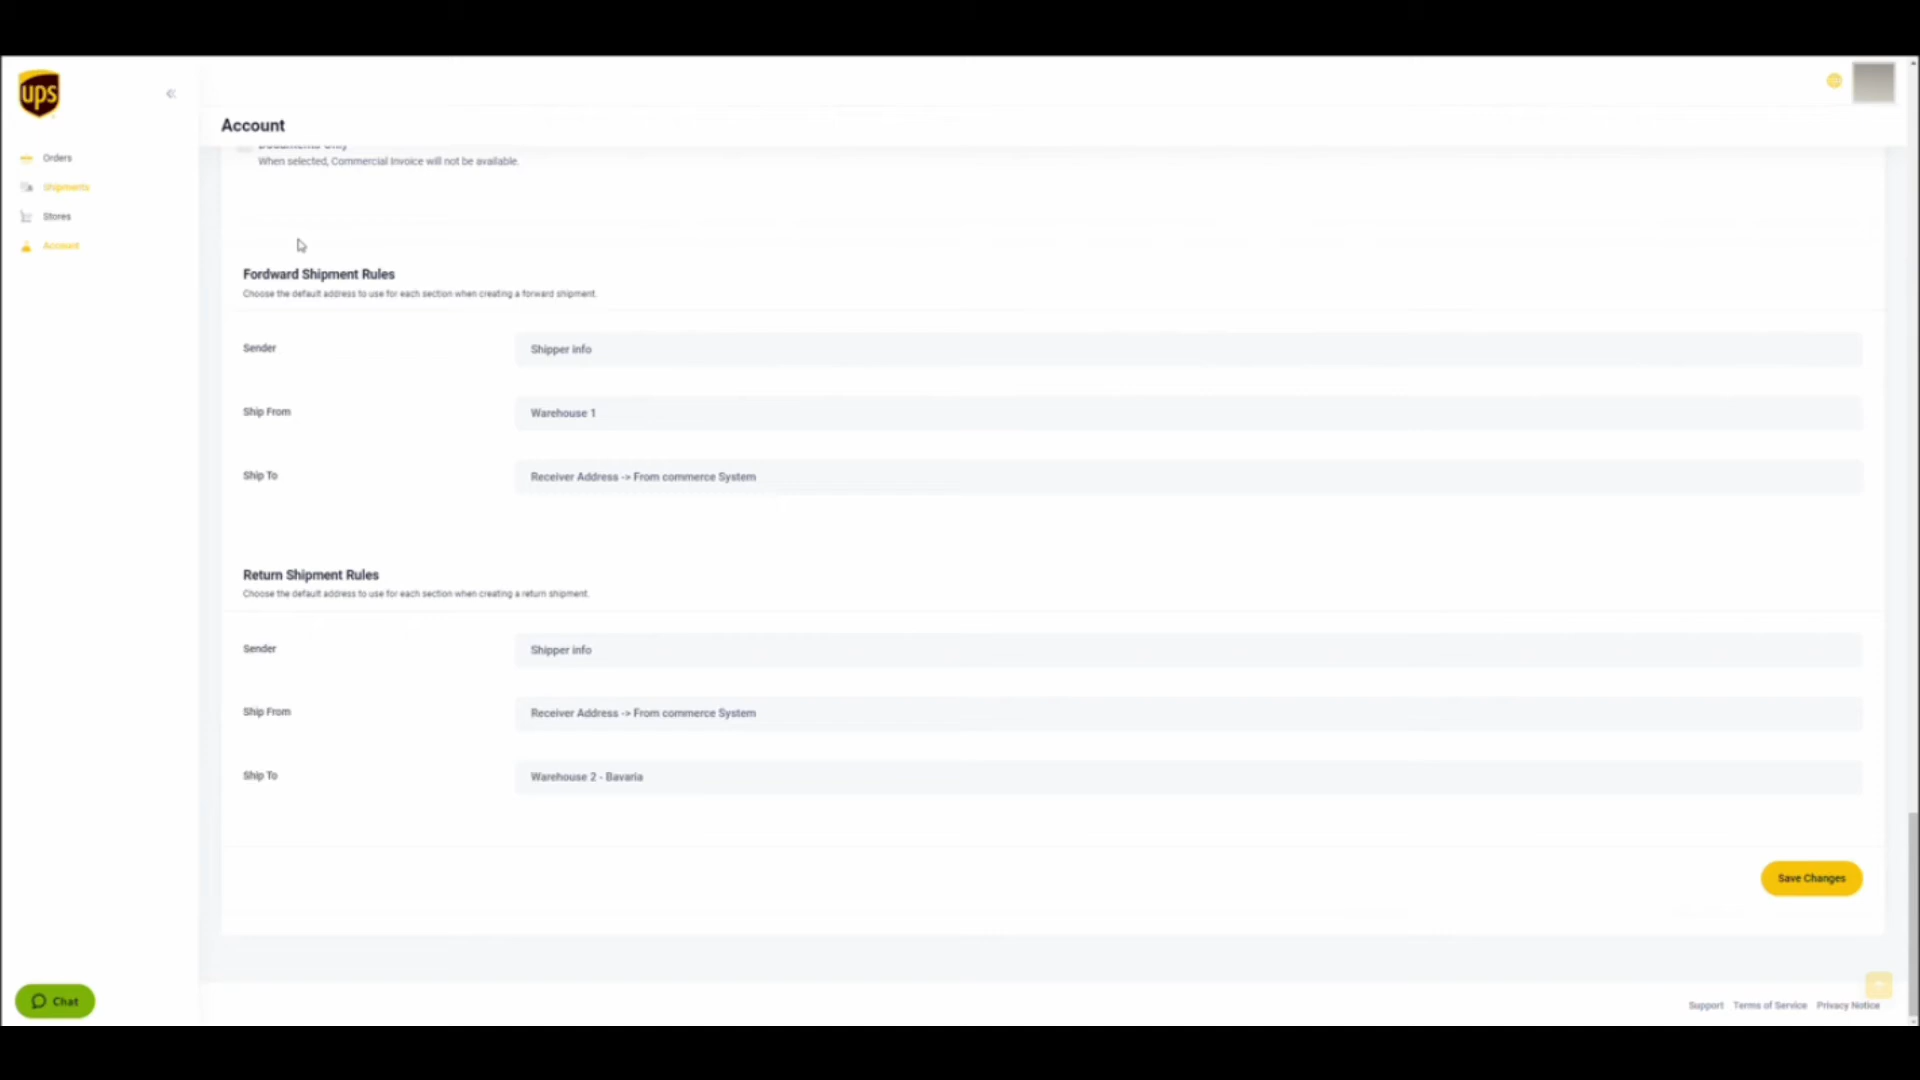 ups
Account
Orders
Documents Only
When selected, Commercial Invoice will not be available.
Shipments
Stores
Account
Fordward Shipment Rules
Choose the default address to use for each section when creating a forward shipment.
Sender
Shipper info
Ship From
Warehouse 1
Ship To
Receiver Address -> From commerce System
Return Shipment Rules
Choose the default address to use for each section when creating a return shipment.
Sender
Shipper info
Ship From
Receiver Address -> From commerce System
Ship To
Warehouse 2 - Bavaria
Save Changes
Chat
Support Terms of Service Privacy Notice